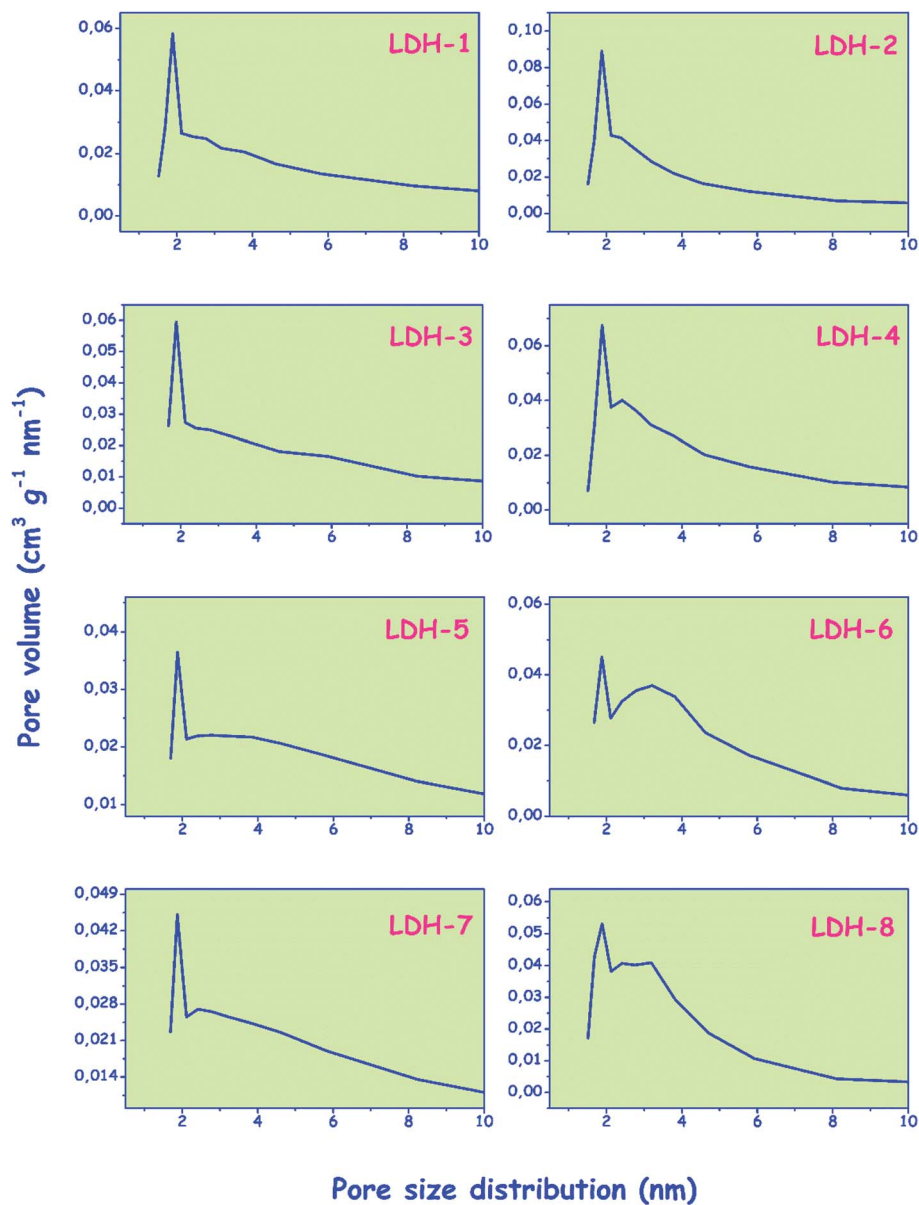 Pore volume (cm³ g⁻¹ nm⁻¹)
LDH-1
0,06
0,04
0,02
0,00
2 4 6 8 10
LDH-2
0,10
0,08
0,06
0,04
0,02
0,00
2 4 6 8 10
LDH-3
0,06
0,05
0,04
0,03
0,02
0,01
0,00
2 4 6 8 10
LDH-4
0,06
0,04
0,02
0,00
2 4 6 8 10
LDH-5
0,04
0,03
0,02
0,01
2 4 6 8 10
LDH-6
0,06
0,04
0,02
0,00
2 4 6 8 10
LDH-7
0,049
0,042
0,035
0,028
0,021
0,014
2 4 6 8 10
LDH-8
0,06
0,05
0,04
0,03
0,02
0,01
0,00
2 4 6 8 10
Pore size distribution (nm)